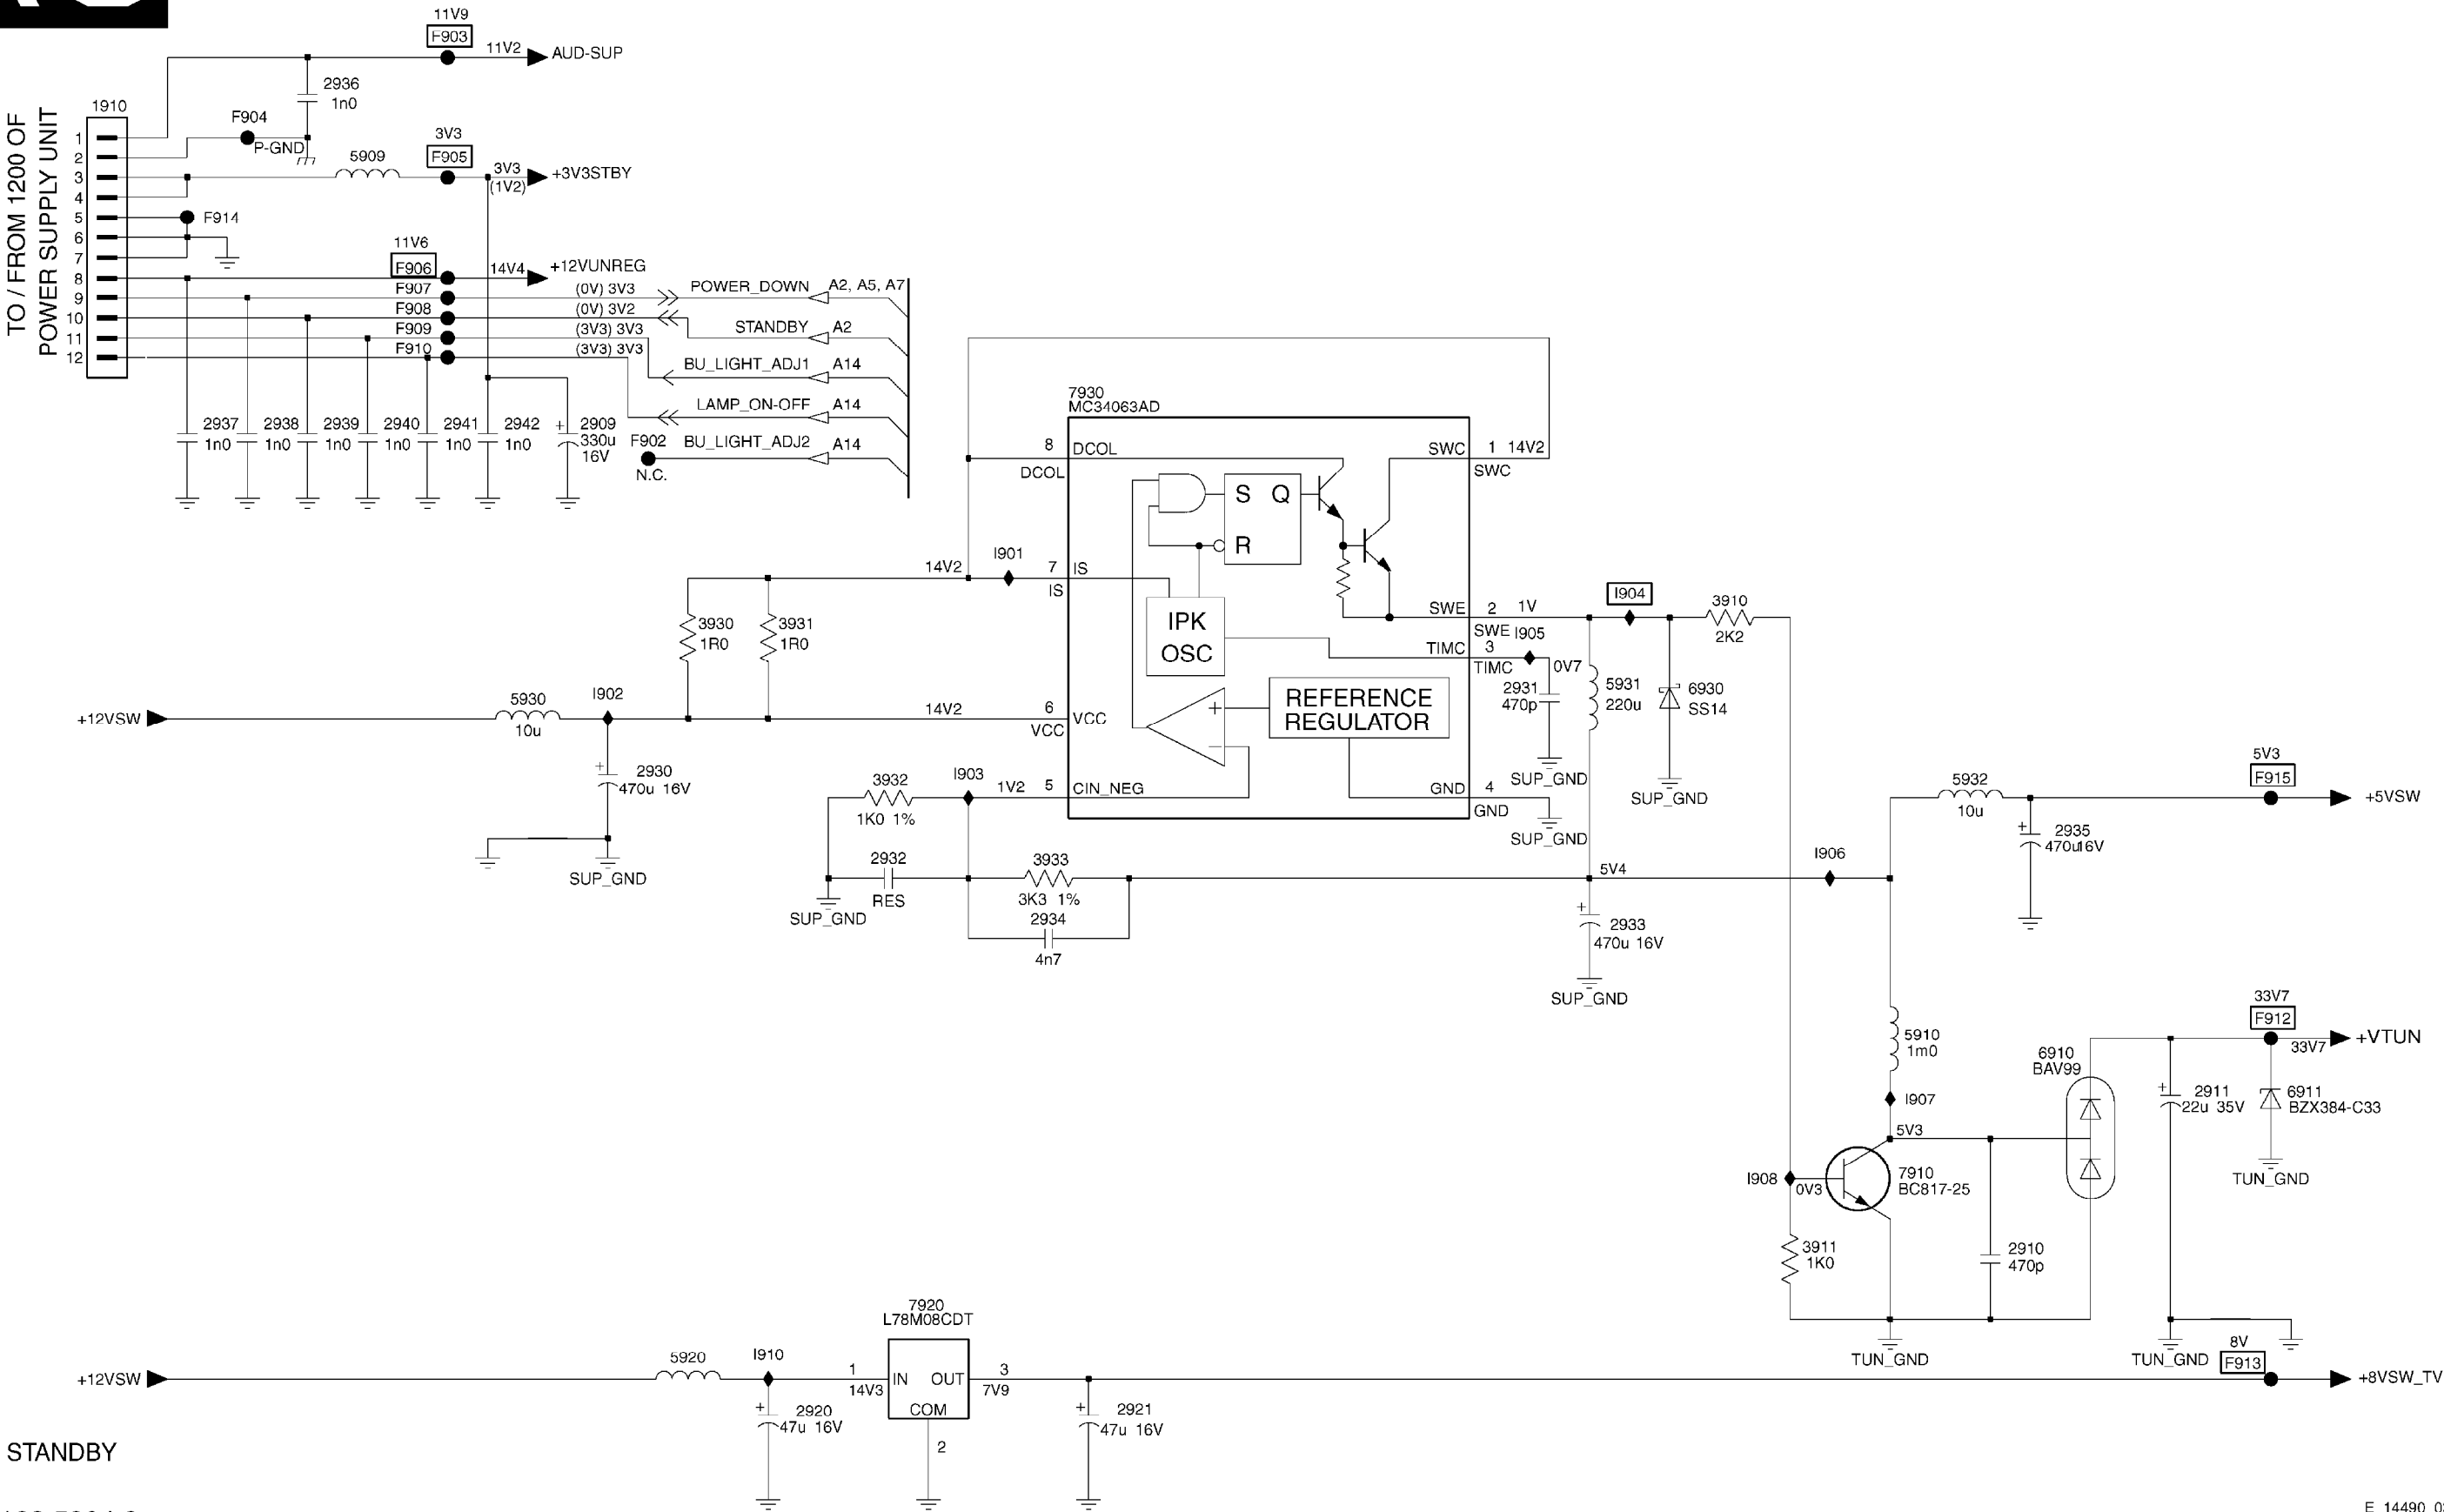 11V9
F903
11V2
AUD-SUP
2936
1n0
1910
F904
P-GND
TO / FROM 1200 OF
POWER SUPPLY UNIT
1
2
3
4
5
6
7
8
9
10
11
12
5909
3V3
F905
3V3
(1V2)
+3V3STBY
F914
11V6
F906
14V4
+12VUNREG
F907
(0V) 3V3
POWER_DOWN
A2, A5, A7
F908
(0V) 3V2
STANDBY
A2
F909
(3V3) 3V3
F910
(3V3) 3V3
BU_LIGHT_ADJ1
A14
LAMP_ON-OFF
A14
BU_LIGHT_ADJ2
A14
F902
N.C.
2937
1n0
2938
1n0
2939
1n0
2940
1n0
2941
1n0
2942
1n0
+
2909
330u
16V
7930
MC34063AD
8
DCOL
DCOL
SWC
1
14V2
SWC
S
Q
R
I901
14V2
7
IS
IS
IPK
OSC
SWE
2
1V
SWE
I905
TIMC
3
TIMC
0V7
I904
3910
2K2
3930
1R0
3931
1R0
+12VSW
5930
10u
I902
14V2
6
VCC
VCC
+
−
REFERENCE
REGULATOR
2931
470p
SUP_GND
5931
220u
6930
SS14
SUP_GND
+
2930
470u 16V
SUP_GND
3932
1K0 1%
I903
1V2
5
CIN_NEG
GND
4
GND
SUP_GND
2932
RES
SUP_GND
3933
3K3 1%
2934
4n7
5V4
I906
+
2933
470u 16V
SUP_GND
5932
10u
5V3
F915
+5VSW
+
2935
470u16V
5910
1m0
I907
5V3
6910
BAV99
33V7
F912
33V7
+VTUN
+
2911
22u 35V
6911
BZX384-C33
TUN_GND
I908
0V3
7910
BC817-25
3911
1K0
2910
470p
TUN_GND
TUN_GND
8V
F913
+8VSW_TV
+12VSW
5920
I910
7920
L78M08CDT
1
14V3
IN
OUT
COM
3
7V9
2
+
2920
47u 16V
+
2921
47u 16V
STANDBY